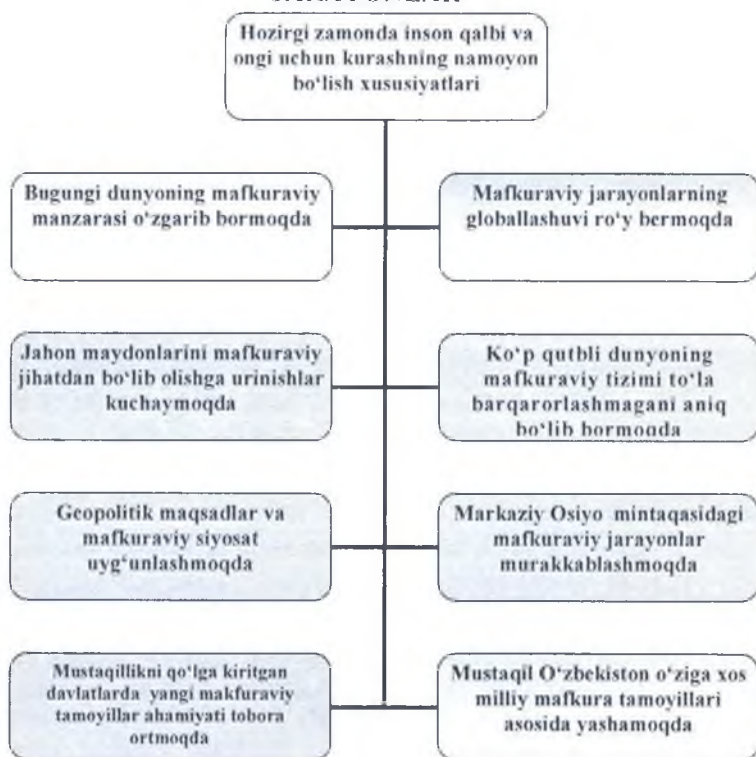 Hozirgi zamonda inson qalbi va
ongi uchun kurashning namoyon
bo‘lish xususiyatlari
Bugungi dunyoning mafkuraviy
manzarasi o‘zgarib bormoqda
Mafkuraviy jarayonlarning
globallashuvi ro‘y bermoqda
Jahon maydonlarini mafkuraviy
jihatdan bo‘lib olishga urinishlar
kuchaymoqda
Ko‘p qutbli dunyoning
mafkuraviy tizimi to‘la
barqarorlashmagani aniq
bo‘lib bormoqda
Geopolitik maqsadlar va
mafkuraviy siyosat
uyg‘unlashmoqda
Markaziy Osiyo mintaqasidagi
mafkuraviy jarayonlar
murakkablashmoqda
Mustaqillikni qo‘lga kiritgan
davlatlarda yangi makfuraviy
tamoyillar ahamiyati tobora
ortmoqda
Mustaqil O‘zbekiston o‘ziga xos
milliy mafkura tamoyillari
asosida yashamoqda